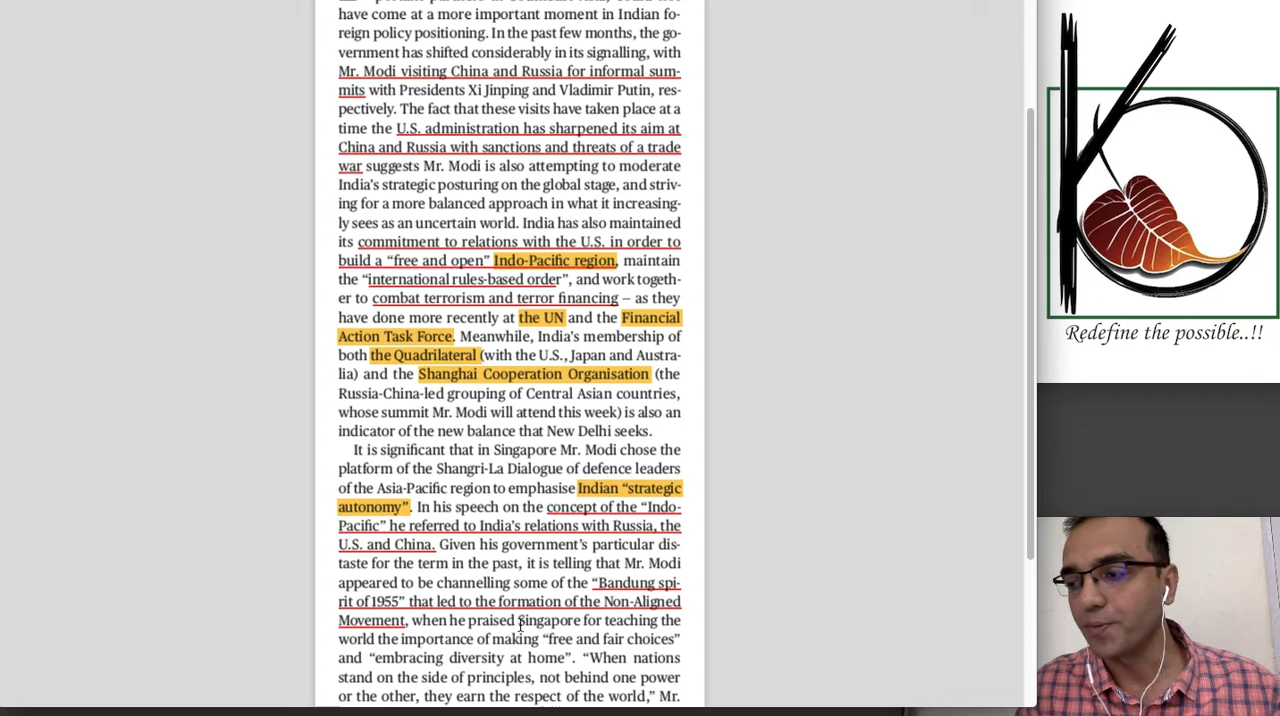 have come at a more important moment in Indian fo-
reign policy positioning. In the past few months, the go-
vernment has shifted considerably in its signalling, with
Mr. Modi visiting China and Russia for informal sum-
mits with Presidents Xi Jinping and Vladimir Putin, res-
pectively. The fact that these visits have taken place at a
time the U.S. administration has sharpened its aim at
China and Russia with sanctions and threats of a trade
war suggests Mr. Modi is also attempting to moderate
India's strategic posturing on the global stage, and striv-
ing for a more balanced approach in what it increasing-
ly sees as an uncertain world. India has also maintained
its commitment to relations with the U.S. in order to
build a “free and open” Indo-Pacific region, maintain
the “international rules-based order”, and work togeth-
er to combat terrorism and terror financing – as they
have done more recently at the UN and the Financial
Action Task Force. Meanwhile, India's membership of
both the Quadrilateral (with the U.S., Japan and Austra-
lia) and the Shanghai Cooperation Organisation (the
Russia-China-led grouping of Central Asian countries,
whose summit Mr. Modi will attend this week) is also an
indicator of the new balance that New Delhi seeks.
It is significant that in Singapore Mr. Modi chose the
platform of the Shangri-La Dialogue of defence leaders
of the Asia-Pacific region to emphasise Indian “strategic
autonomy”. In his speech on the concept of the “Indo-
Pacific” he referred to India's relations with Russia, the
U.S. and China. Given his government's particular dis-
taste for the term in the past, it is telling that Mr. Modi
appeared to be channelling some of the “Bandung spi-
rit of 1955” that led to the formation of the Non-Aligned
Movement, when he praised Singapore for teaching the
world the importance of making “free and fair choices”
and “embracing diversity at home”. “When nations
stand on the side of principles, not behind one power
or the other, they earn the respect of the world,” Mr.
Redefine the possible..!!